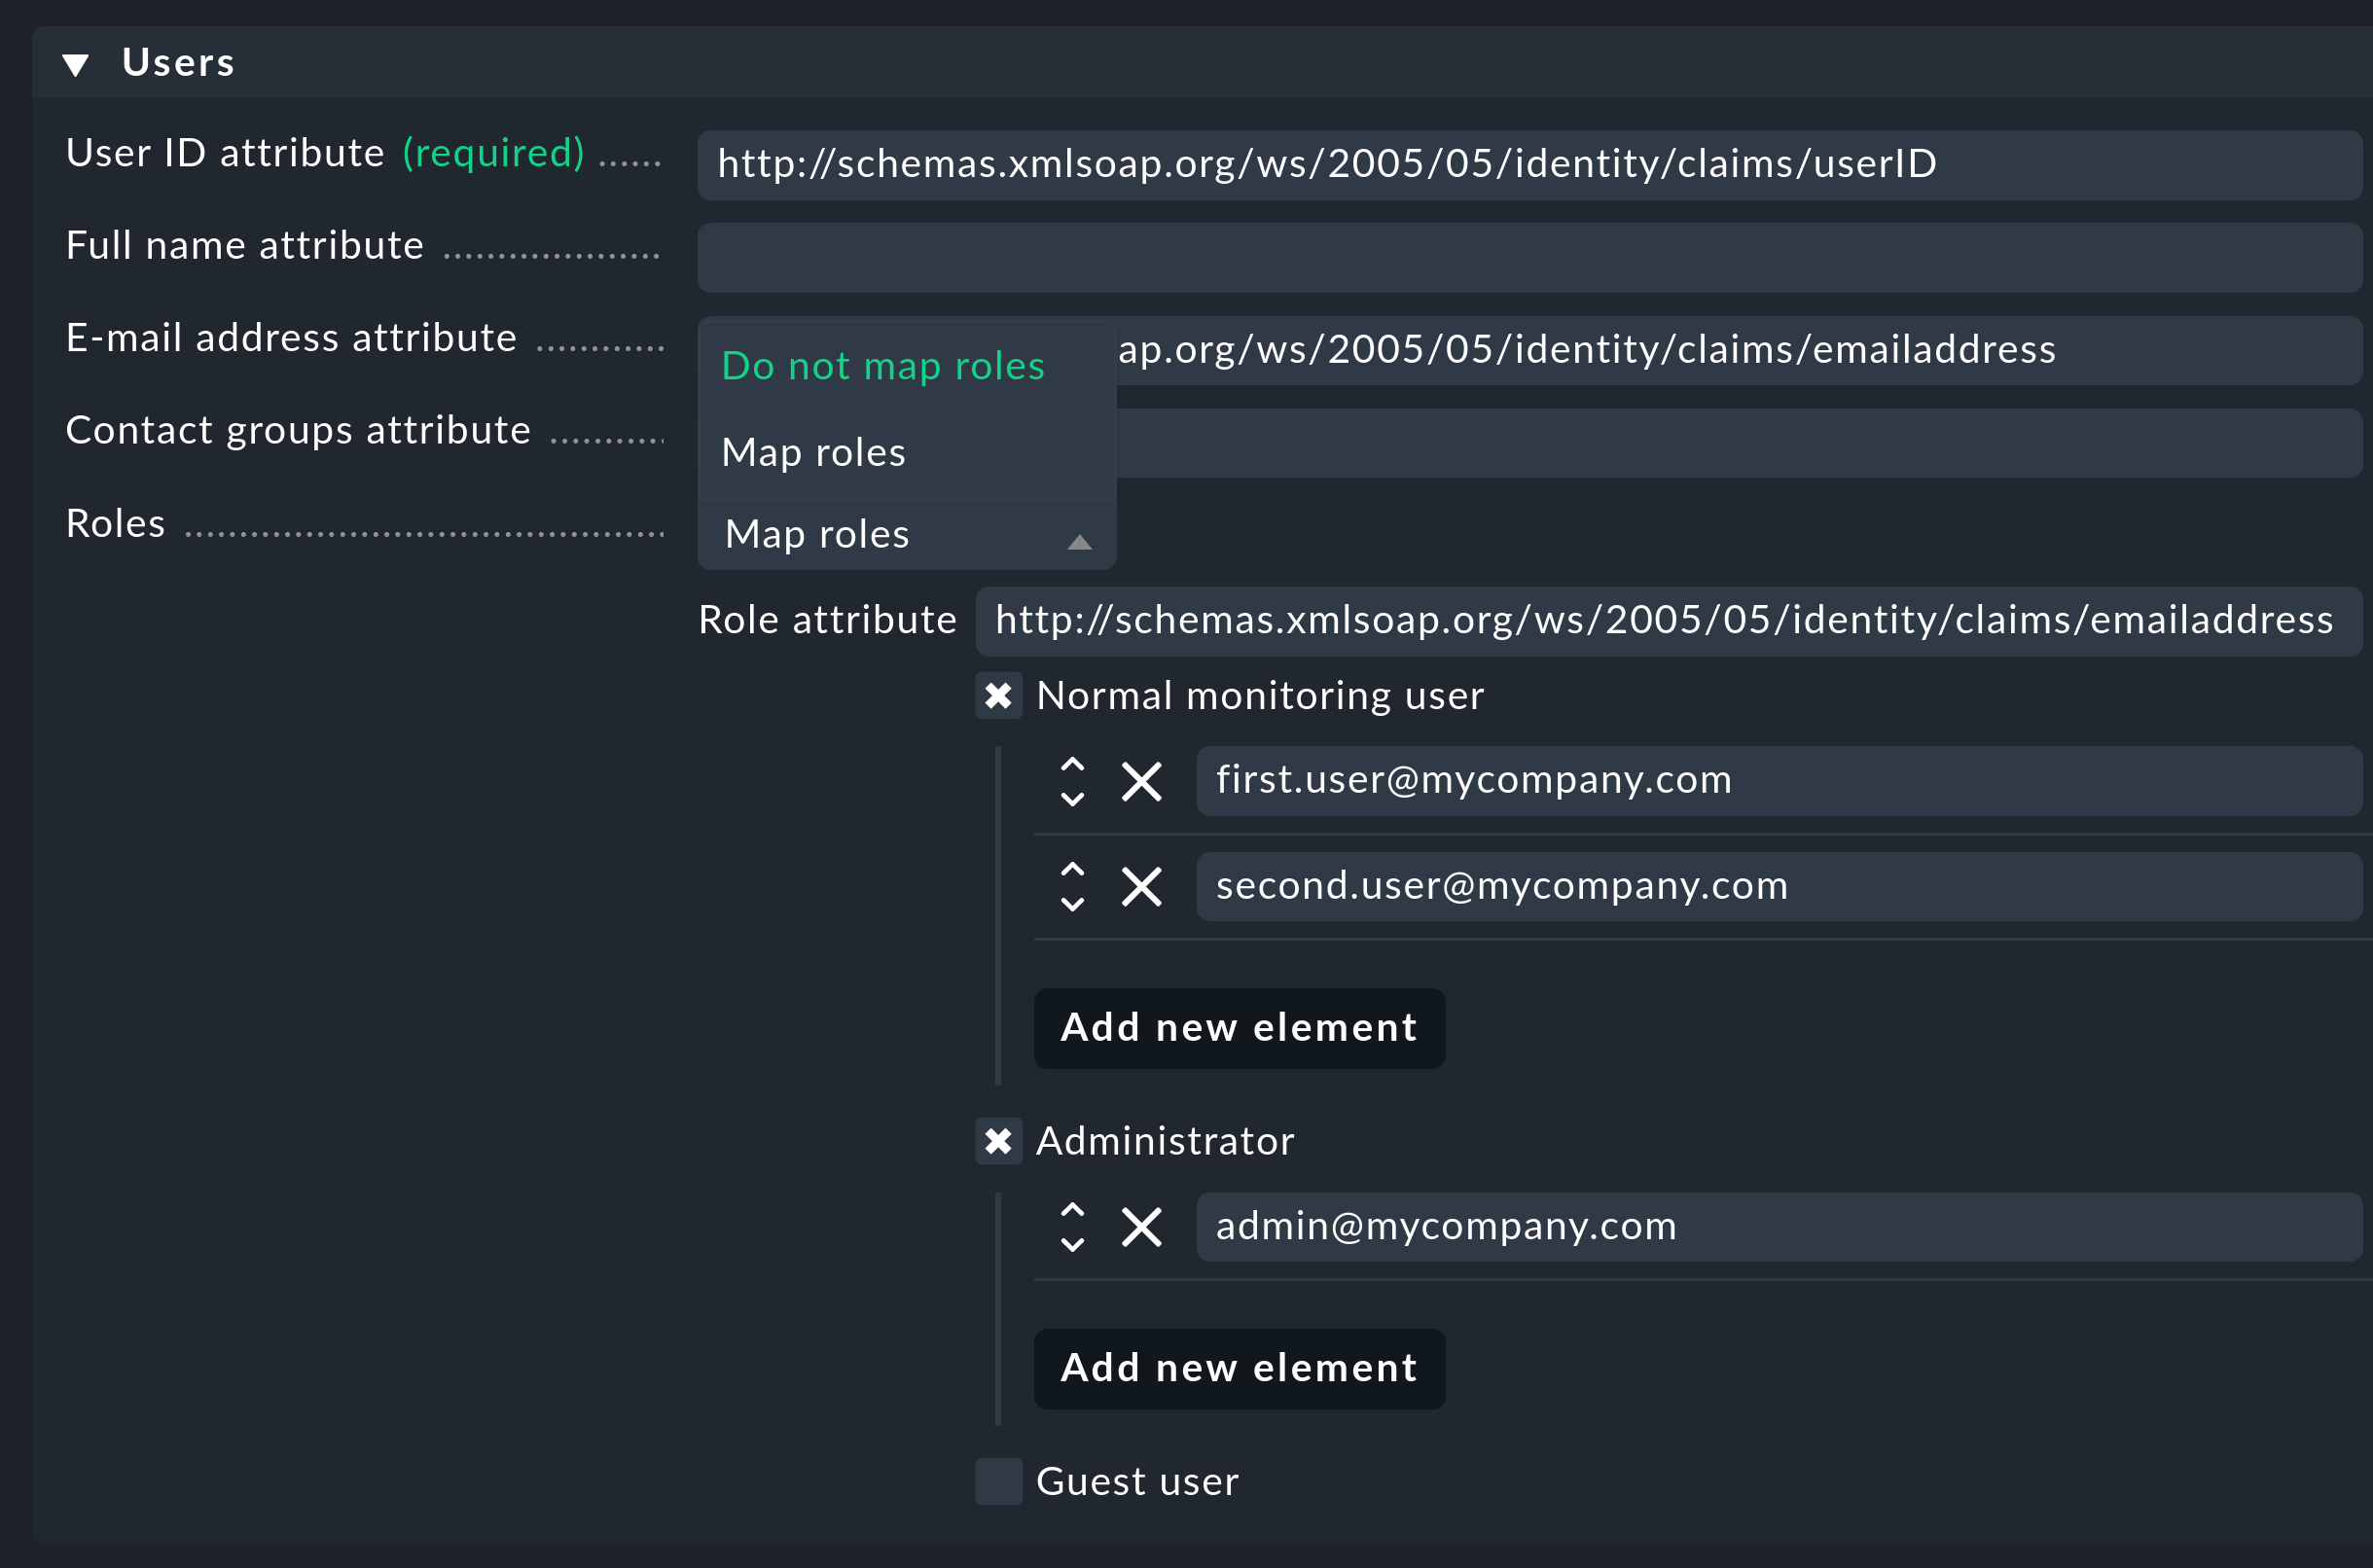 Users
User ID attribute (required) http://schemas.xmlsoap.org/ws/2005/05/identity/claims/userID
Full name attribute
E-mail address attribute ap.org/ws/2005/05/identity/claims/emailaddress
Do not map roles
Contact groups attribute
Map roles
Roles Map roles
Role attribute http://schemas.xmlsoap.org/ws/2005/05/identity/claims/emailaddress
Normal monitoring user
first.user@mycompany.com
second.user@mycompany.com
Add new element
Administrator
admin@mycompany.com
Add new element
Guest user